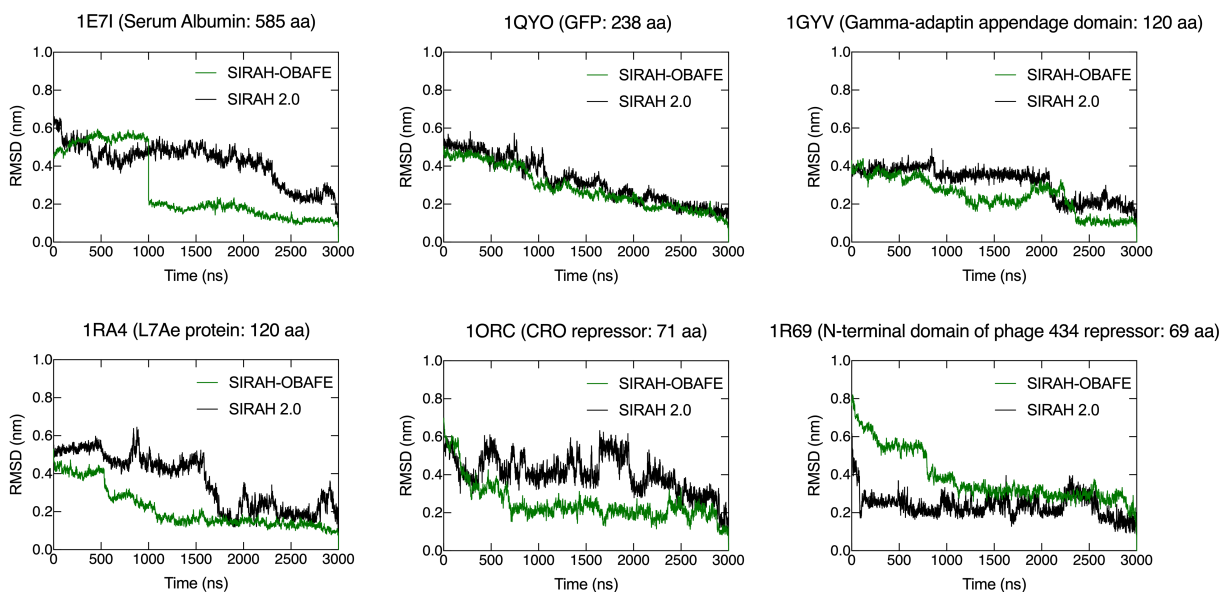 1E7I (Serum Albumin: 585 aa)
1.0
0.8
0.6
0.4
0.2
0.0
RMSD (nm)
SIRAH-OBAFE
SIRAH 2.0
0 500 1000 1500 2000 2500 3000
Time (ns)
1QYO (GFP: 238 aa)
1.0
0.8
0.6
0.4
0.2
0.0
RMSD (nm)
SIRAH-OBAFE
SIRAH 2.0
0 500 1000 1500 2000 2500 3000
Time (ns)
1GYV (Gamma-adaptin appendage domain: 120 aa)
1.0
0.8
0.6
0.4
0.2
0.0
RMSD (nm)
SIRAH-OBAFE
SIRAH 2.0
0 500 1000 1500 2000 2500 3000
Time (ns)
1RA4 (L7Ae protein: 120 aa)
1.0
0.8
0.6
0.4
0.2
0.0
RMSD (nm)
SIRAH-OBAFE
SIRAH 2.0
0 500 1000 1500 2000 2500 3000
Time (ns)
1ORC (CRO repressor: 71 aa)
1.0
0.8
0.6
0.4
0.2
0.0
RMSD (nm)
SIRAH-OBAFE
SIRAH 2.0
0 500 1000 1500 2000 2500 3000
Time (ns)
1R69 (N-terminal domain of phage 434 repressor: 69 aa)
1.0
0.8
0.6
0.4
0.2
0.0
RMSD (nm)
SIRAH-OBAFE
SIRAH 2.0
0 500 1000 1500 2000 2500 3000
Time (ns)